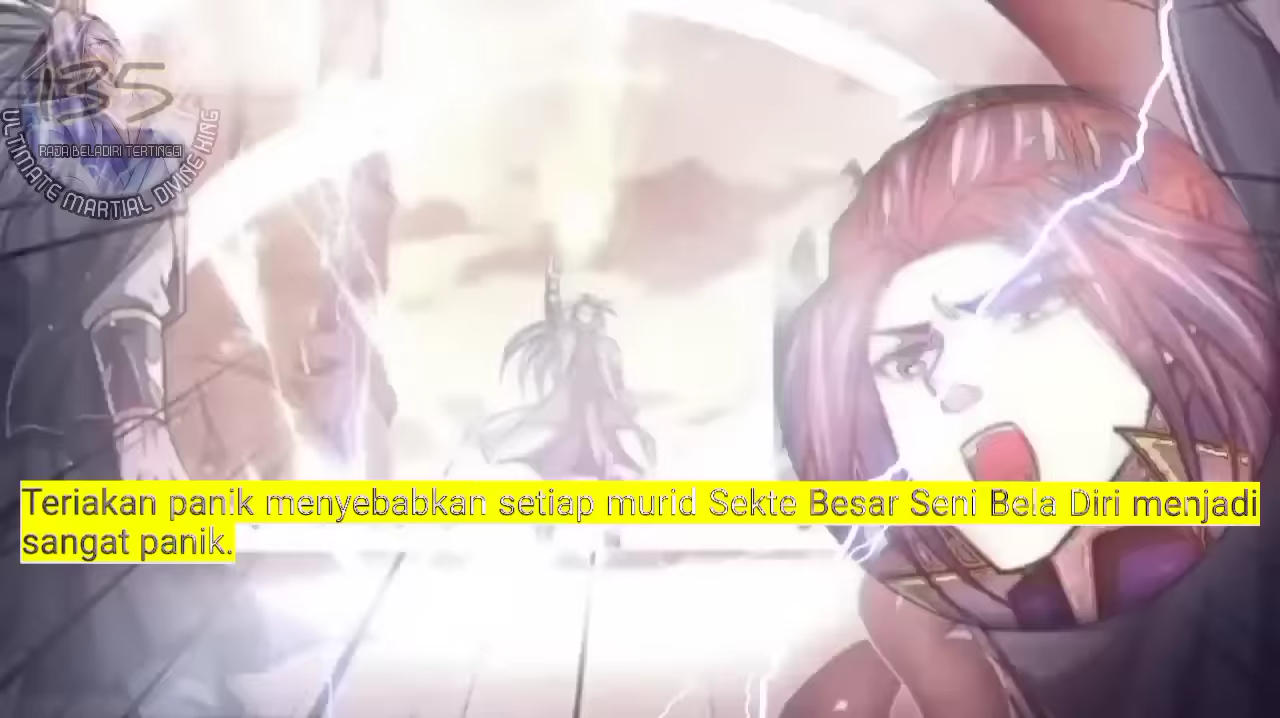 135
RAJA BELADIRI TERTINGGI
ULTIMATE MARTIAL DIVINE KING
Teriakan panik menyebabkan setiap murid Sekte Besar Seni Bela Diri menjadi
sangat panik.